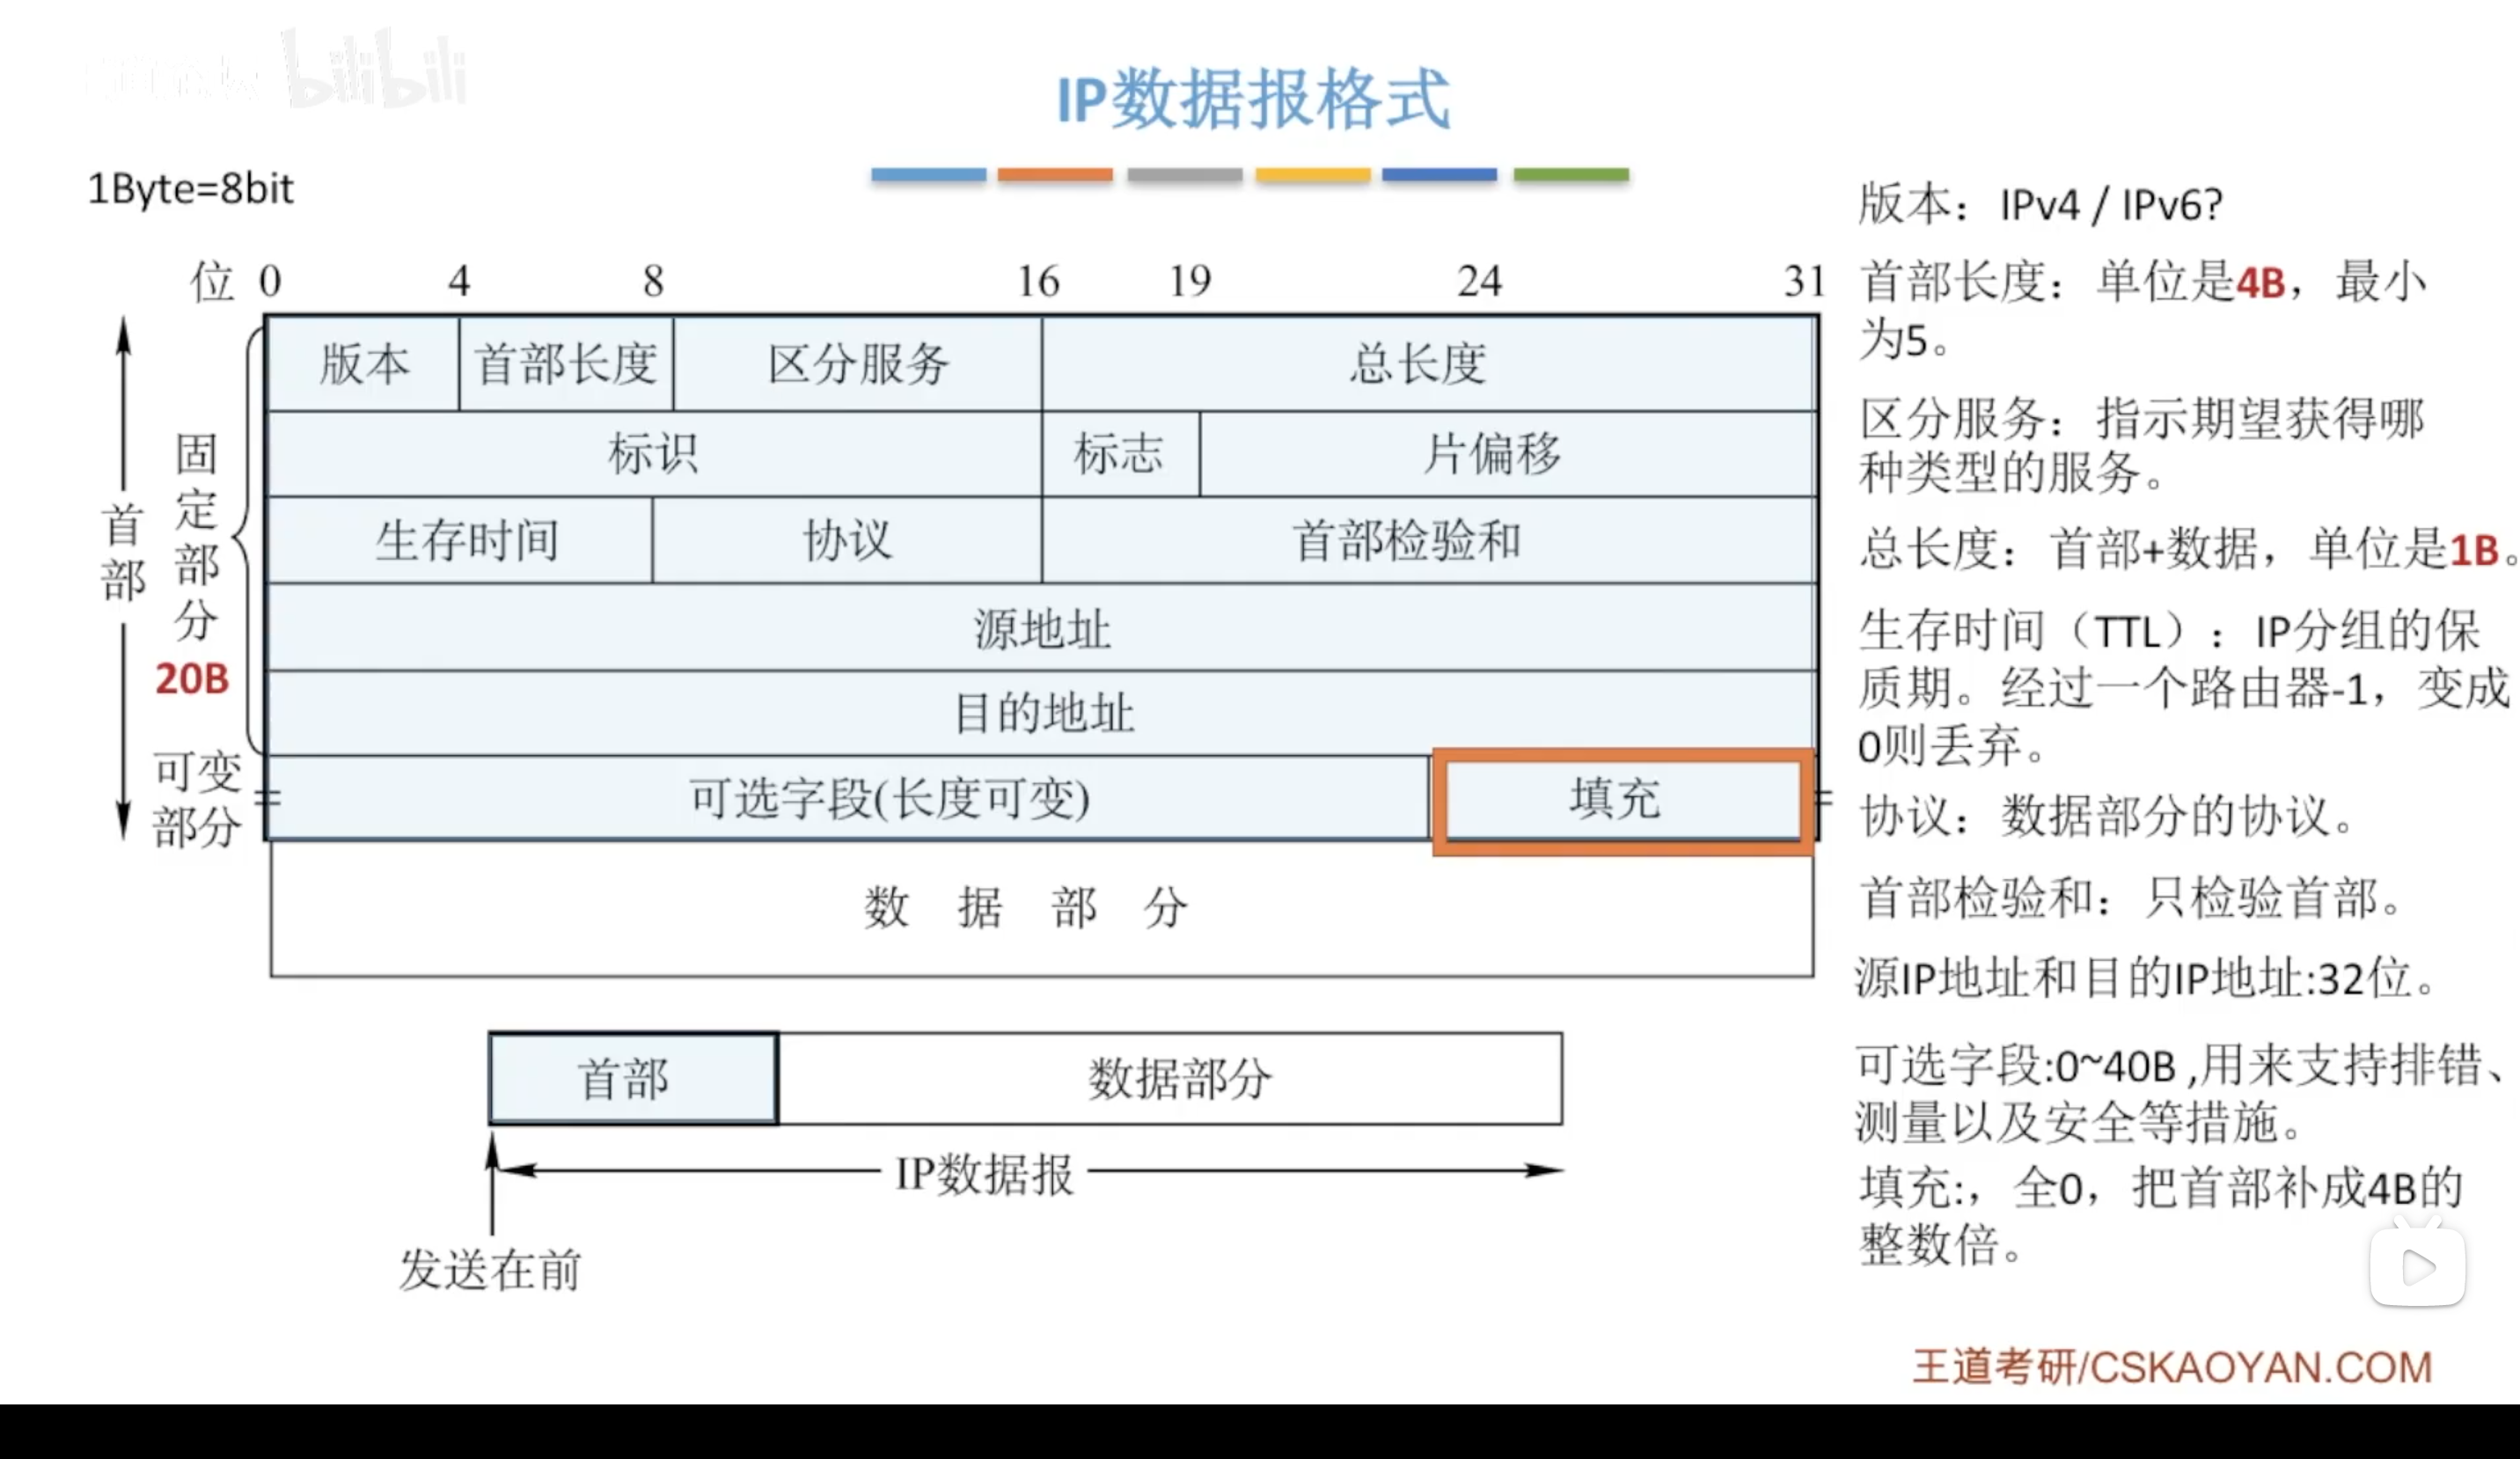 bilibili
IP数据报格式
1Byte=8bit
位 0 4 8 16 19 24 31
版本 首部长度 区分服务 总长度
标识 标志 片偏移
生存时间 协议 首部检验和
源地址
目的地址
可选字段(长度可变) 填充
数 据 部 分
首部
固定部分
20B
可变
部分
首部 数据部分
IP数据报
发送在前
版本：IPv4 / IPv6?
首部长度：单位是4B，最小
为5。
区分服务：指示期望获得哪
种类型的服务。
总长度：首部+数据，单位是1B。
生存时间（TTL）：IP分组的保
质期。经过一个路由器-1，变成
0则丢弃。
协议：数据部分的协议。
首部检验和：只检验首部。
源IP地址和目的IP地址:32位。
可选字段:0~40B ,用来支持排错、
测量以及安全等措施。
填充:，全0，把首部补成4B的
整数倍。
王道考研/CSKAOYAN.COM